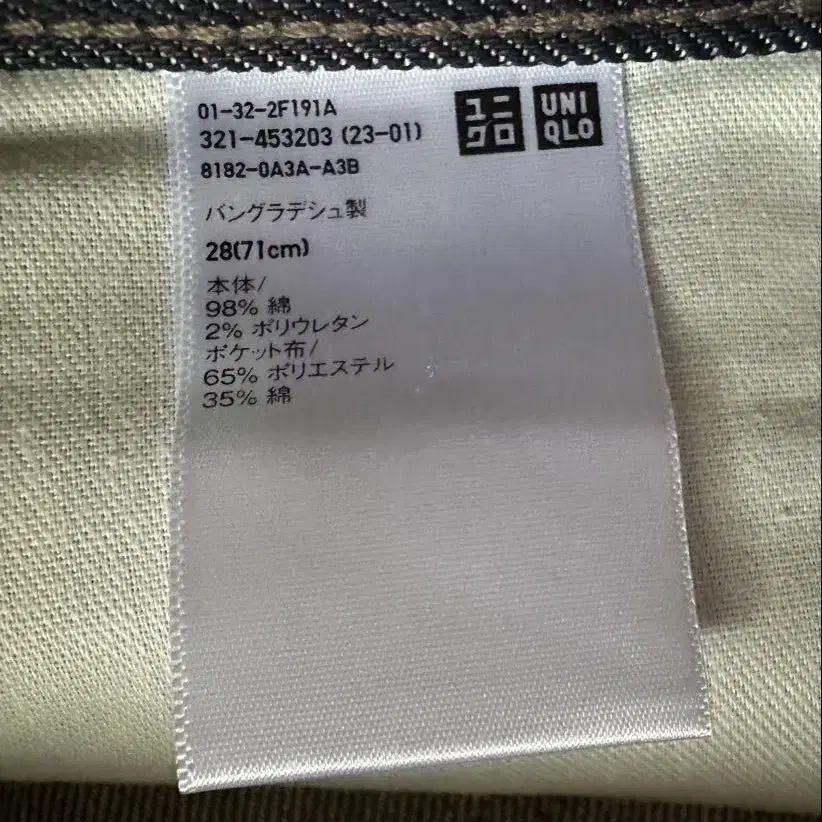 01-32-2F191A
321-453203 (23-01)
8182-0A3A-A3B
ユニ
クロ
UNI
QLO
バングラデシュ製
28(71cm)
本体/
98% 綿
2% ポリウレタン
ポケット布/
65% ポリエステル
35% 綿